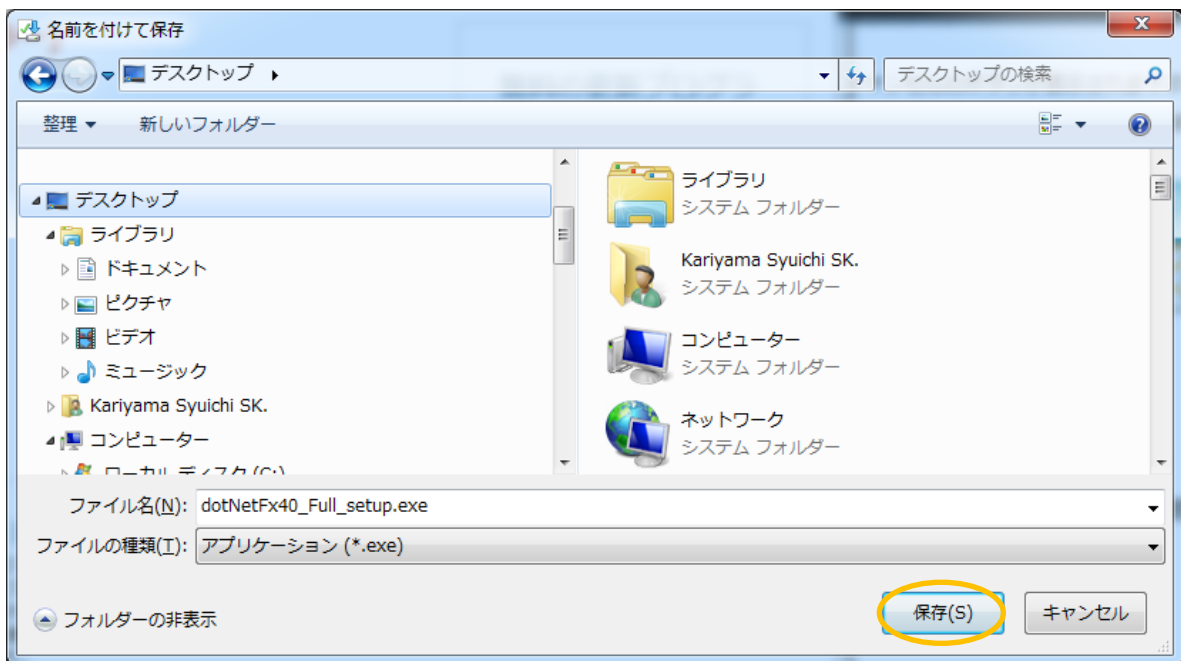 名前を付けて保存
デスクトップ
デスクトップの検索
整理
新しいフォルダー
デスクトップ
ライブラリ
ドキュメント
ピクチャ
ビデオ
ミュージック
Kariyama Syuichi SK.
コンピューター
ローカル ディスク (C:)
ライブラリ
システム フォルダー
Kariyama Syuichi SK.
システム フォルダー
コンピューター
システム フォルダー
ネットワーク
システム フォルダー
ファイル名(N): dotNetFx40_Full_setup.exe
ファイルの種類(T): アプリケーション (*.exe)
フォルダーの非表示
保存(S)
キャンセル